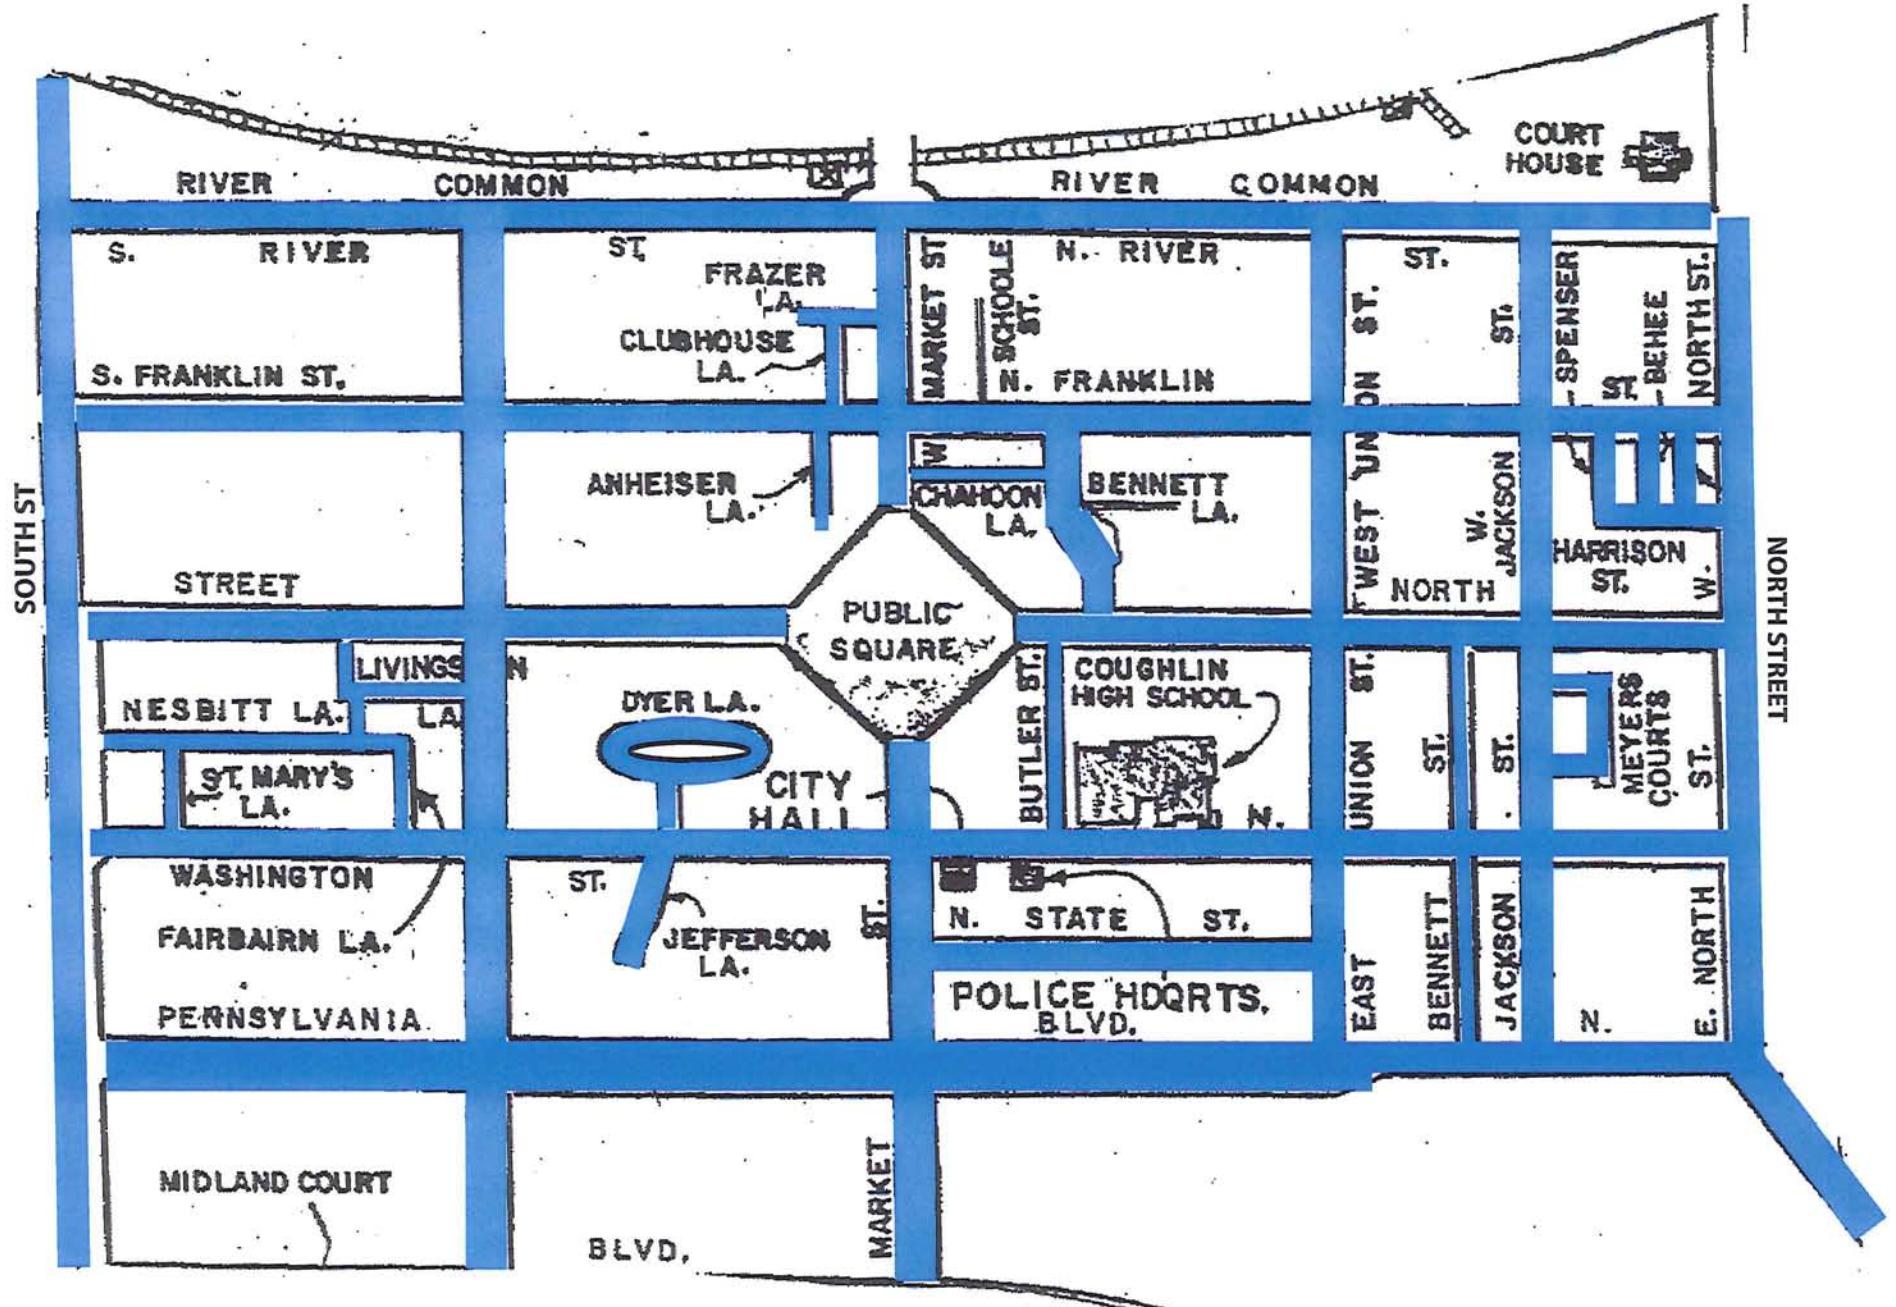 COURT
HOUSE
RIVER COMMON
RIVER COMMON
S. RIVER ST.
N. RIVER ST.
FRAZER
LA.
MARKET ST
SCHOOLE
ST.
CLUBHOUSE
LA.
WEST UNION ST.
ST.
SPENSER
BEHEE
NORTH ST.
S. FRANKLIN ST.
N. FRANKLIN
ST.
W
ANHEISER
LA.
CHAHOON
LA.
BENNETT
LA.
W.
JACKSON
SOUTH ST
NORTH STREET
HARRISON
ST.
W.
STREET
NORTH
PUBLIC
SQUARE
LIVINGS N
LA
NESBITT LA.
DYER LA.
BUTLER ST.
COUGHLIN
HIGH SCHOOL
UNION ST.
ST.
ST.
MEYERS
COURTS
ST.
ST. MARY'S
LA.
CITY
HALL
N.
WASHINGTON
ST.
FAIRBAIRN LA.
JEFFERSON
LA.
ST.
N. STATE ST.
EAST
BENNETT
JACKSON
E. NORTH
PENNSYLVANIA
POLICE HDQRTS.
BLVD.
N.
MIDLAND COURT
MARKET
BLVD.